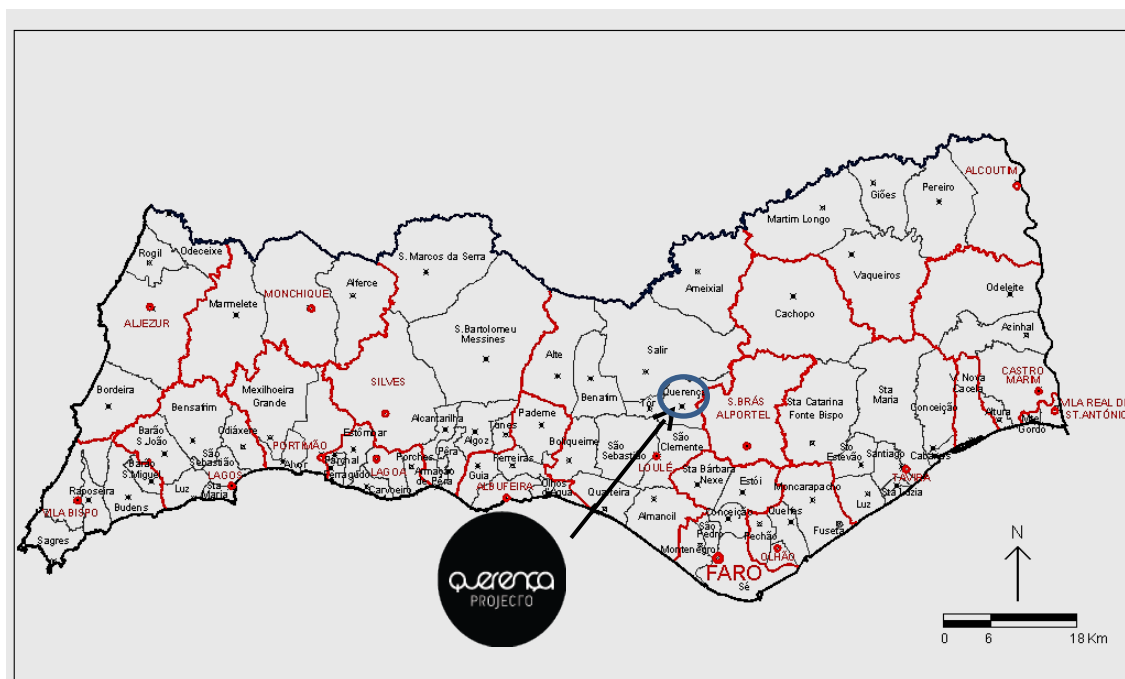 ALCOUTIM
Giões
Pereiro
Martim Longo
Rogil
Odeceixe
S. Marcos da Serra
Vaqueiros
Ameixial
Alferce
MONCHIQUE
Marmelete
Odeleite
Cachopo
ALJEZUR
Azinhal
S.Bartolomeu
Messines
Alte
Salir
CASTRO
MARIM
SILVES
Bordeira
Mexilhoeira
Grande
Benafim
Querença
Tôr
S.BRÁS
ALPORTEL
Sta Catarina
Fonte Bispo
Sta
Maria
Conceição
V. Nova
Cacela
Altura
Mte
Gordo
VILA REAL DE
ST.ANTÓNIO
Bensafrim
Alcantarilha
Paderne
Tunes
Algoz
Pêra
Boliqueime
São
Sebastião
São
Clemente
LOULÉ
Barão
S.João
Odiáxere
Estômbar
PORTIMÃO
Parchal
LAGOA
Porches
Ferragudo
Carvoeiro
Armação
de Pêra
Guia
Ferreiras
ALBUFEIRA
Olhos
d'Água
Quarteira
Almancil
Sto
Estevão
Santiago
Cabanas
TAVIRA
Sta Luzia
Luz
Barão
S.Miguel
São
Sebastião
LAGOS
Sta
Maria
Alvor
Luz
Raposeira
VILA BISPO
Budens
Sagres
Sta Bárbara
Nexe
Estói
Moncarapacho
Conceição
São
Pedro
Quelfes
Pechão
Fuseta
Montenegro
OLHÃO
FARO
Sé
querença
PROJECTO
N
0 6 18 Km